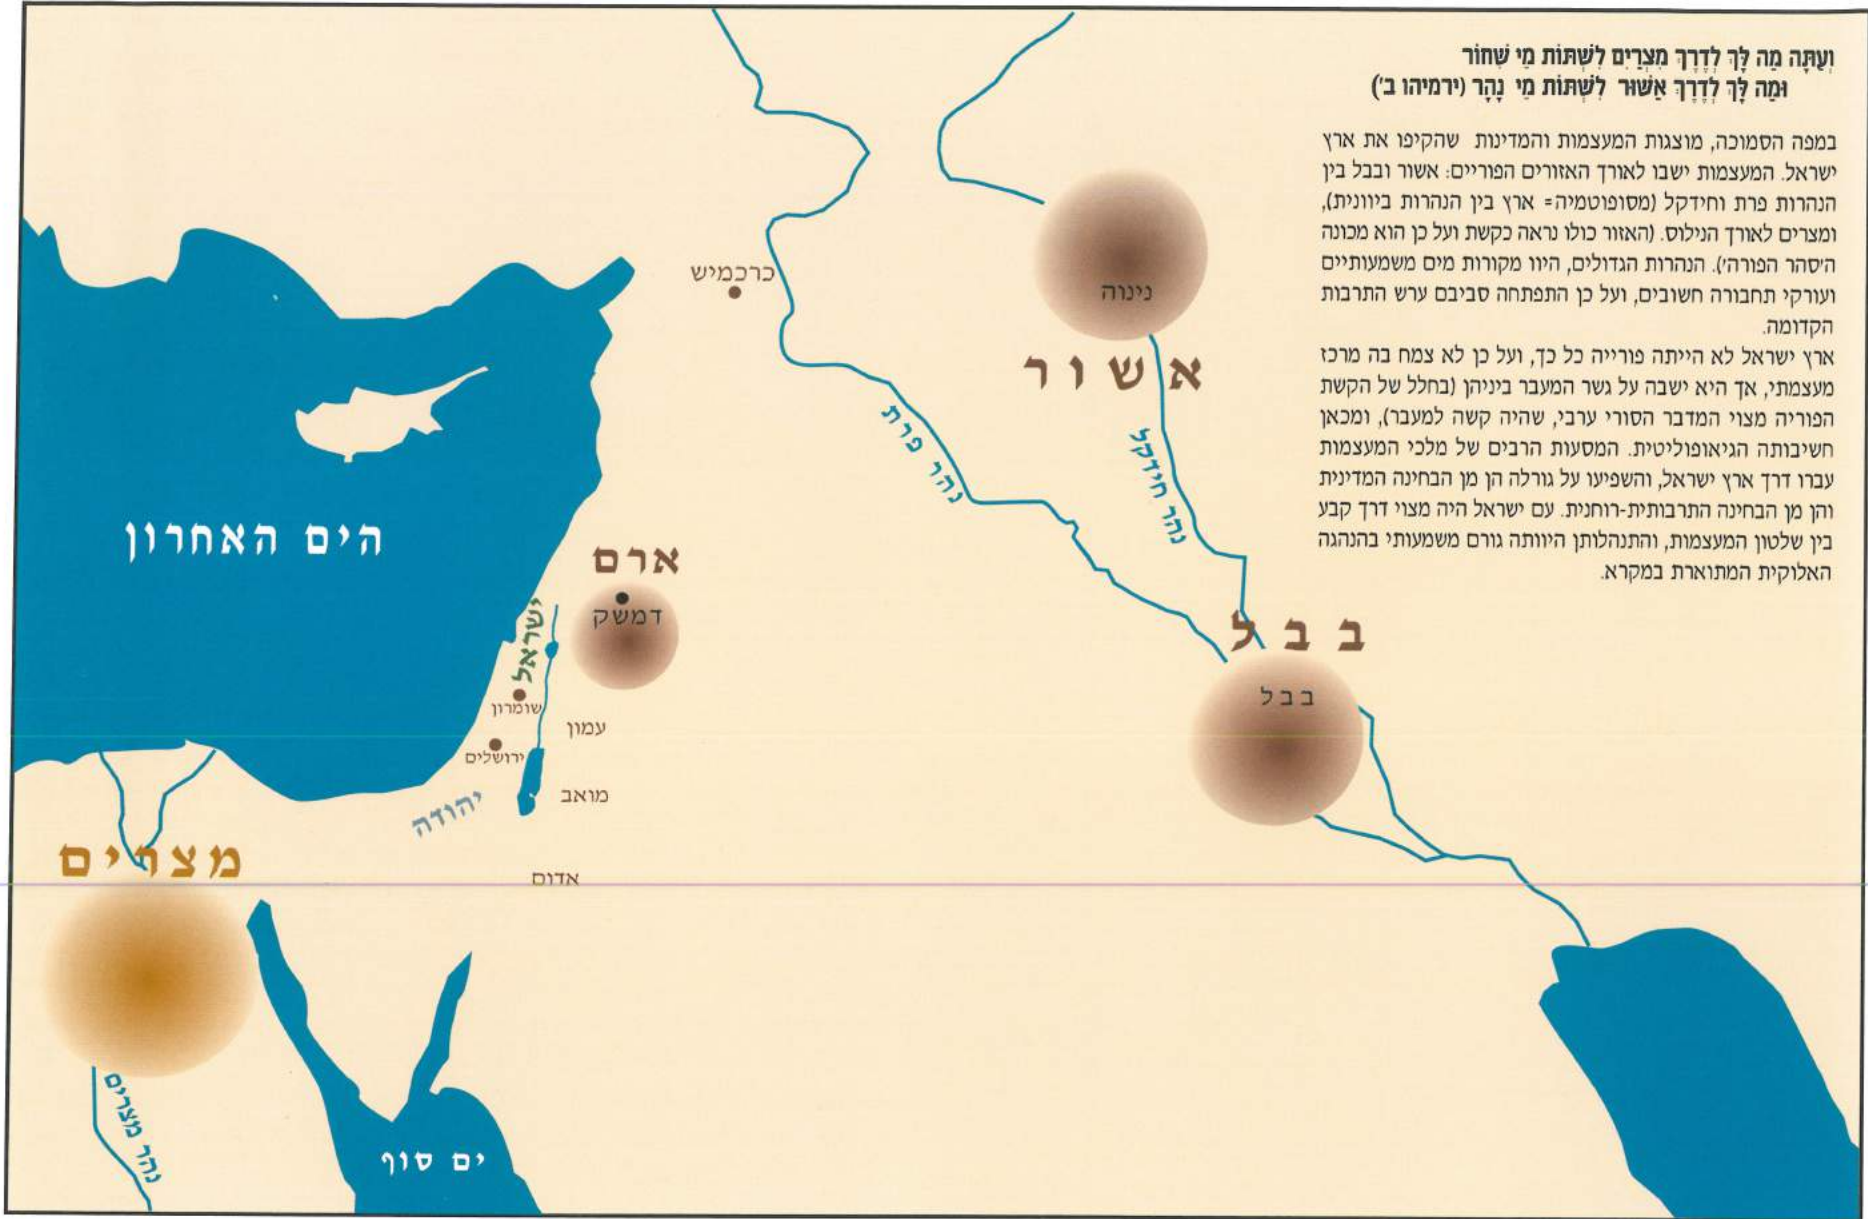 וְעַתָּה מַה לָּךְ לְדֶרֶךְ מִצְרַיִם לִשְׁתּוֹת מֵי שִׁחוֹר
וּמַה לָּךְ לְדֶרֶךְ אַשּׁוּר לִשְׁתּוֹת מֵי נָהָר (ירמיהו ב')
במפה הסמוכה, מוצגות המעצמות והמדינות שהקיפו את ארץ
ישראל. המעצמות ישבו לאורך האזורים הפוריים: אשור ובבל בין
הנהרות פרת וחידקל (מסופוטמיה= ארץ בין הנהרות ביוונית),
ומצרים לאורך הנילוס. (האזור כולו נראה כקשת ועל כן הוא מכונה
ה'סהר הפורה'). הנהרות הגדולים, היוו מקורות מים משמעותיים
ועורקי תחבורה חשובים, ועל כן התפתחה סביבם ערש התרבות
הקדומה.
ארץ ישראל לא הייתה פורייה כל כך, ועל כן לא צמח בה מרכז
מעצמתי, אך היא ישבה על גשר המעבר ביניהן (בחלל של הקשת
הפוריה מצוי המדבר הסורי ערבי, שהיה קשה למעבר), ומכאן
חשיבותה הגיאופוליטית. המסעות הרבים של מלכי המעצמות
עברו דרך ארץ ישראל, והשפיעו על גורלה הן מן הבחינה המדינית
והן מן הבחינה התרבותית-רוחנית. עם ישראל היה מצוי דרך קבע
בין שלטון המעצמות, והתנהלותן היוותה גורם משמעותי בהנהגה
האלוקית המתוארת במקרא.
כרכמיש
נינוה
אשור
נהר פרת
נהר חידקל
הים האחרון
ארם
דמשק
ישראל
שומרון
ירושלים
עמון
מואב
יהודה
אדום
בבל
בבל
מצרים
נהר מצרים
ים סוף